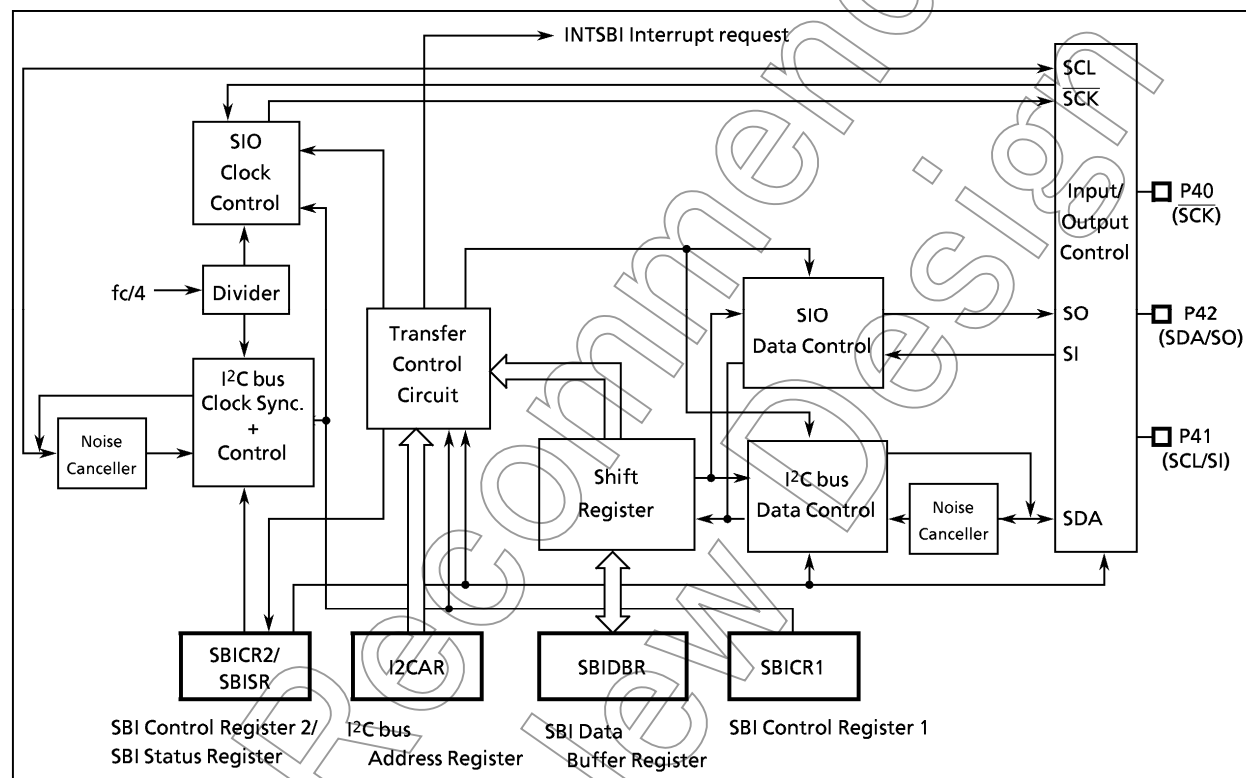 INTSBI Interrupt request
SCL
SCK
SIO
Clock
Control
Input/
Output
Control
P40
(SCK)
fc/4
Divider
Transfer
Control
Circuit
SIO
Data Control
SO
SI
P42
(SDA/SO)
I²C bus
Clock Sync.
+
Control
Noise
Canceller
Shift
Register
I²C bus
Data Control
Noise
Canceller
SDA
P41
(SCL/SI)
SBICR2/
SBISR
I2CAR
SBIDBR
SBICR1
SBI Control Register 2/
SBI Status Register
I²C bus
Address Register
SBI Data
Buffer Register
SBI Control Register 1